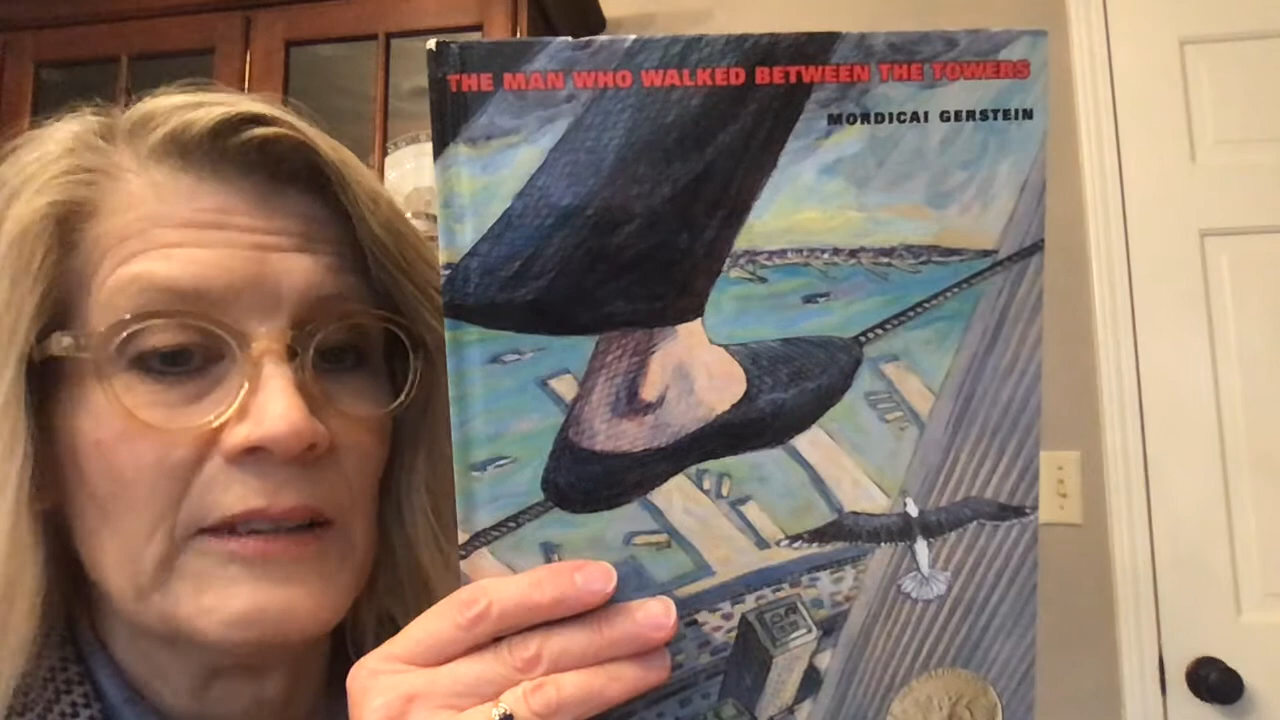 THE MAN WHO WALKED BETWEEN THE TOWERS
MORDICAI GERSTEIN